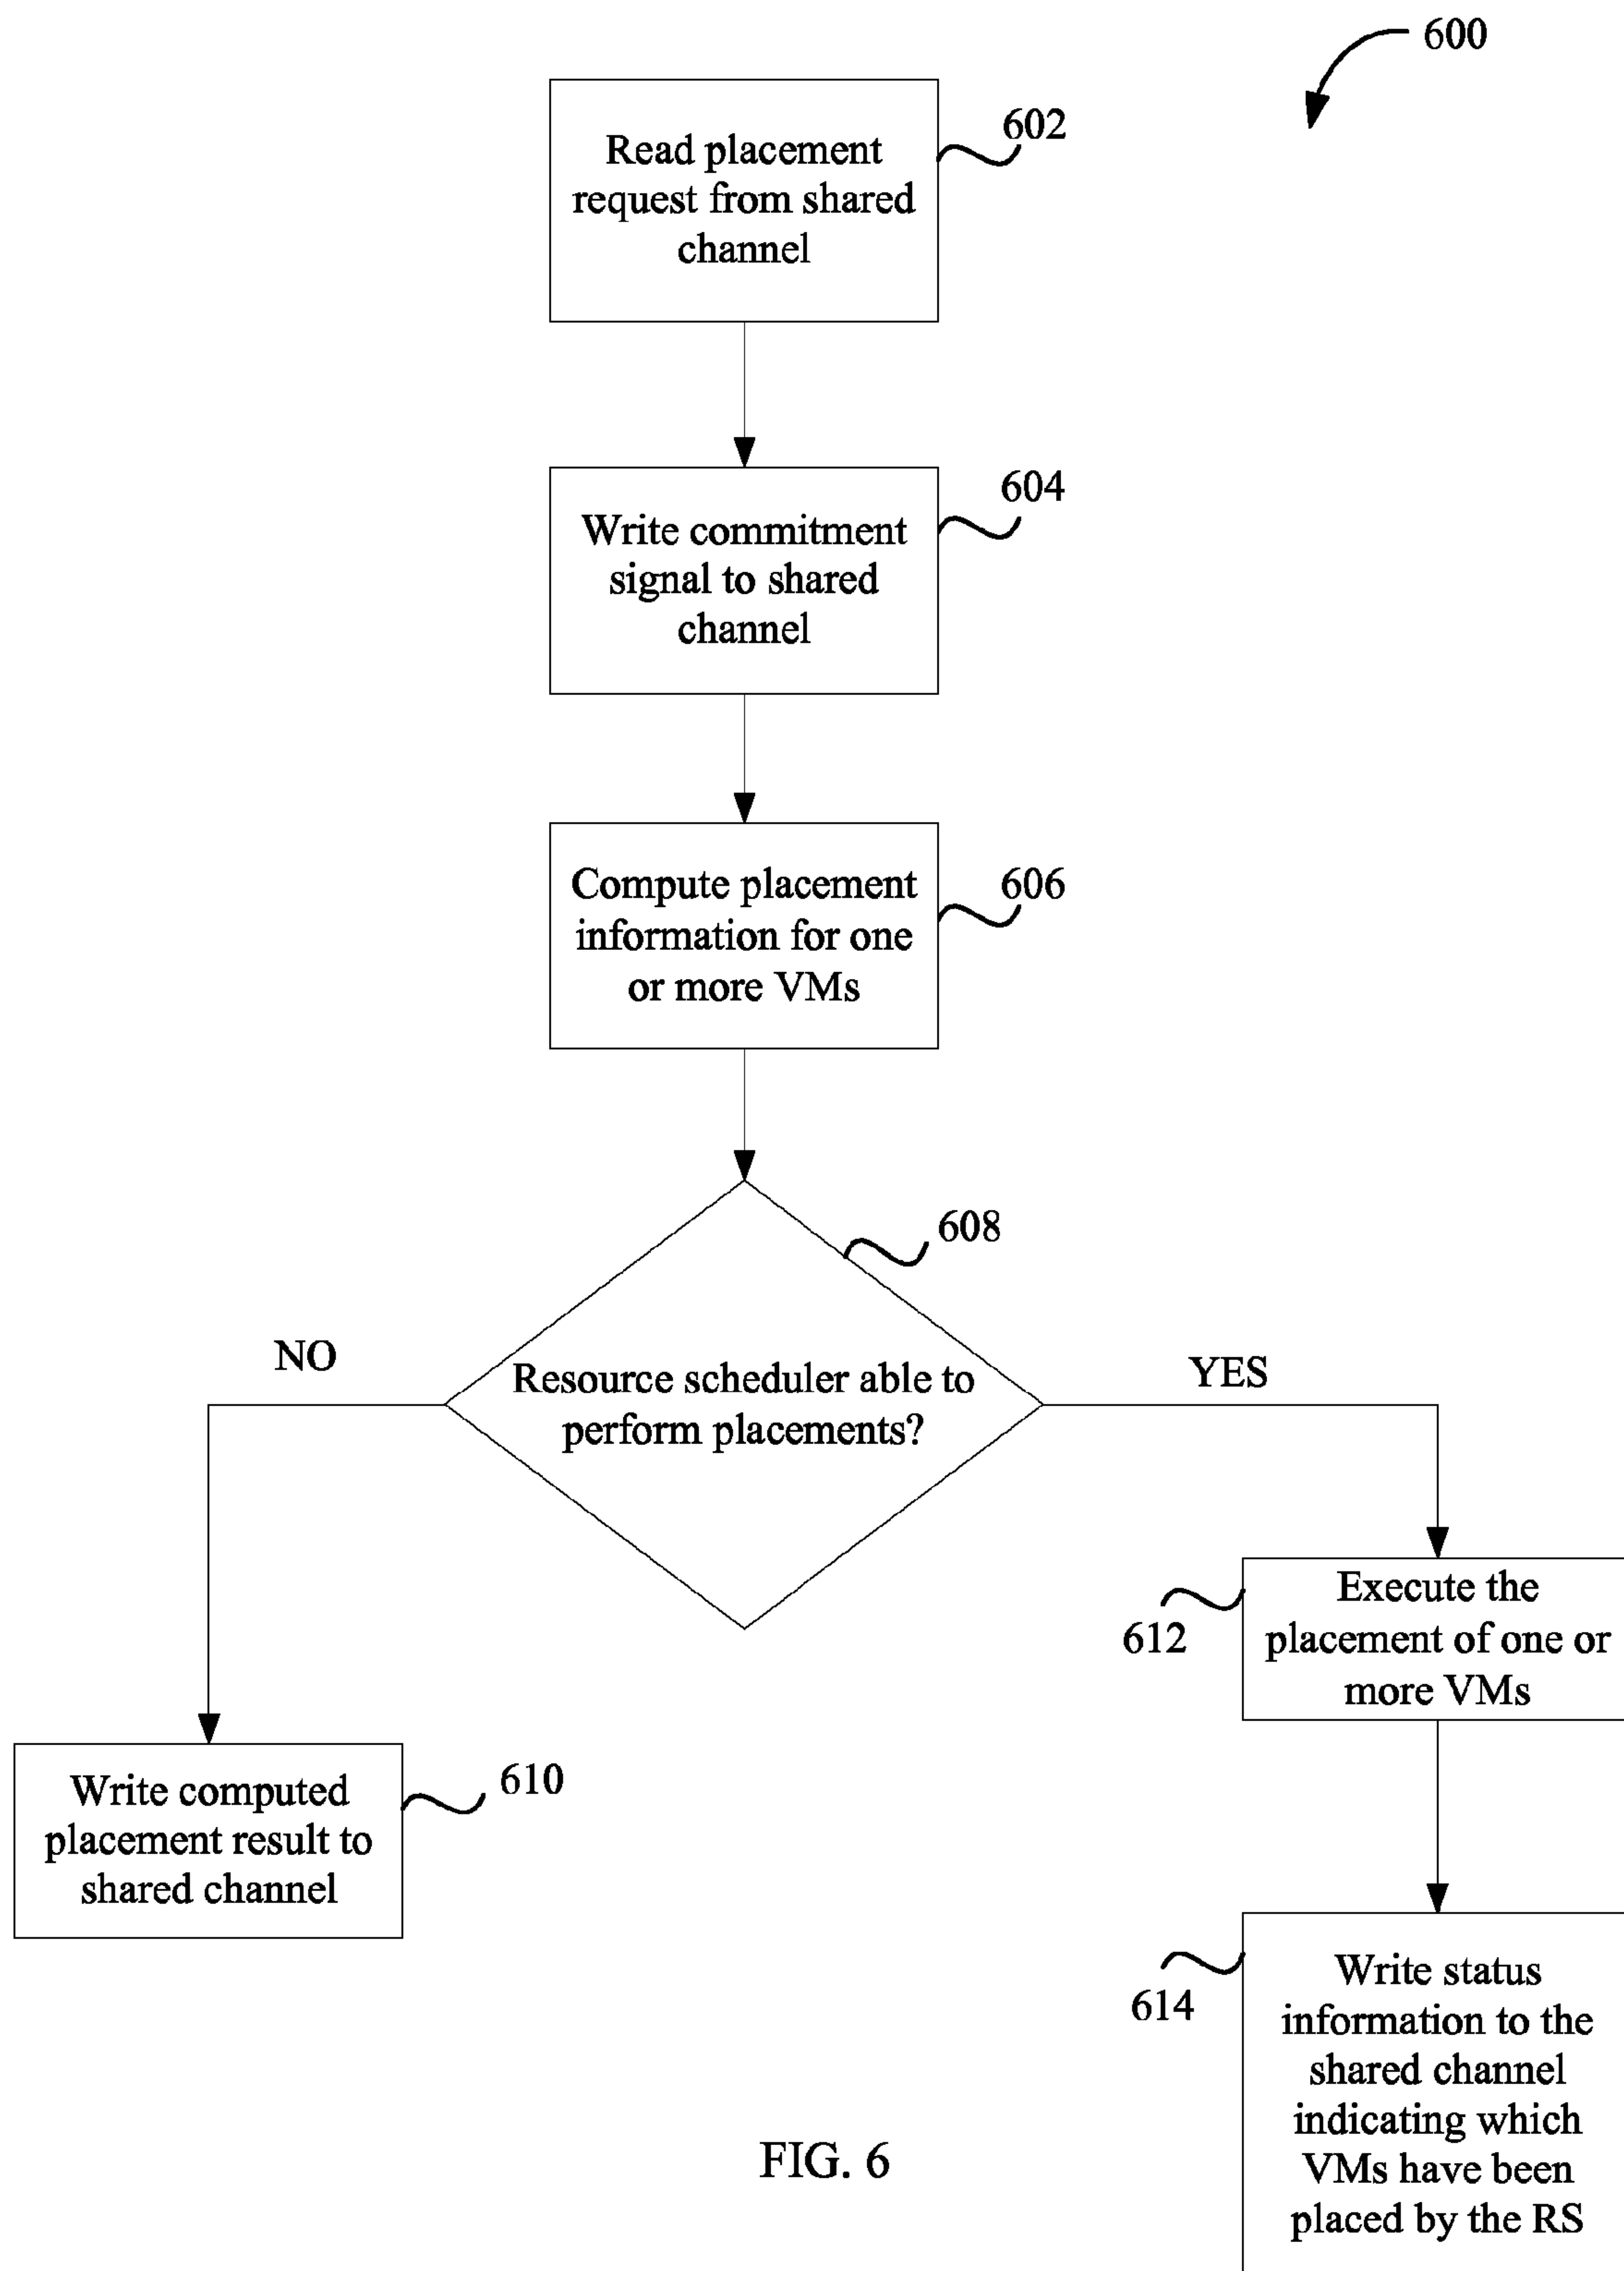 600
602
Read placement
request from shared
channel
604
Write commitment
signal to shared
channel
606
Compute placement
information for one
or more VMs
608
Resource scheduler able to
perform placements?
NO
YES
612
Execute the
placement of one or
more VMs
610
Write computed
placement result to
shared channel
614
Write status
information to the
shared channel
indicating which
VMs have been
placed by the RS
FIG. 6